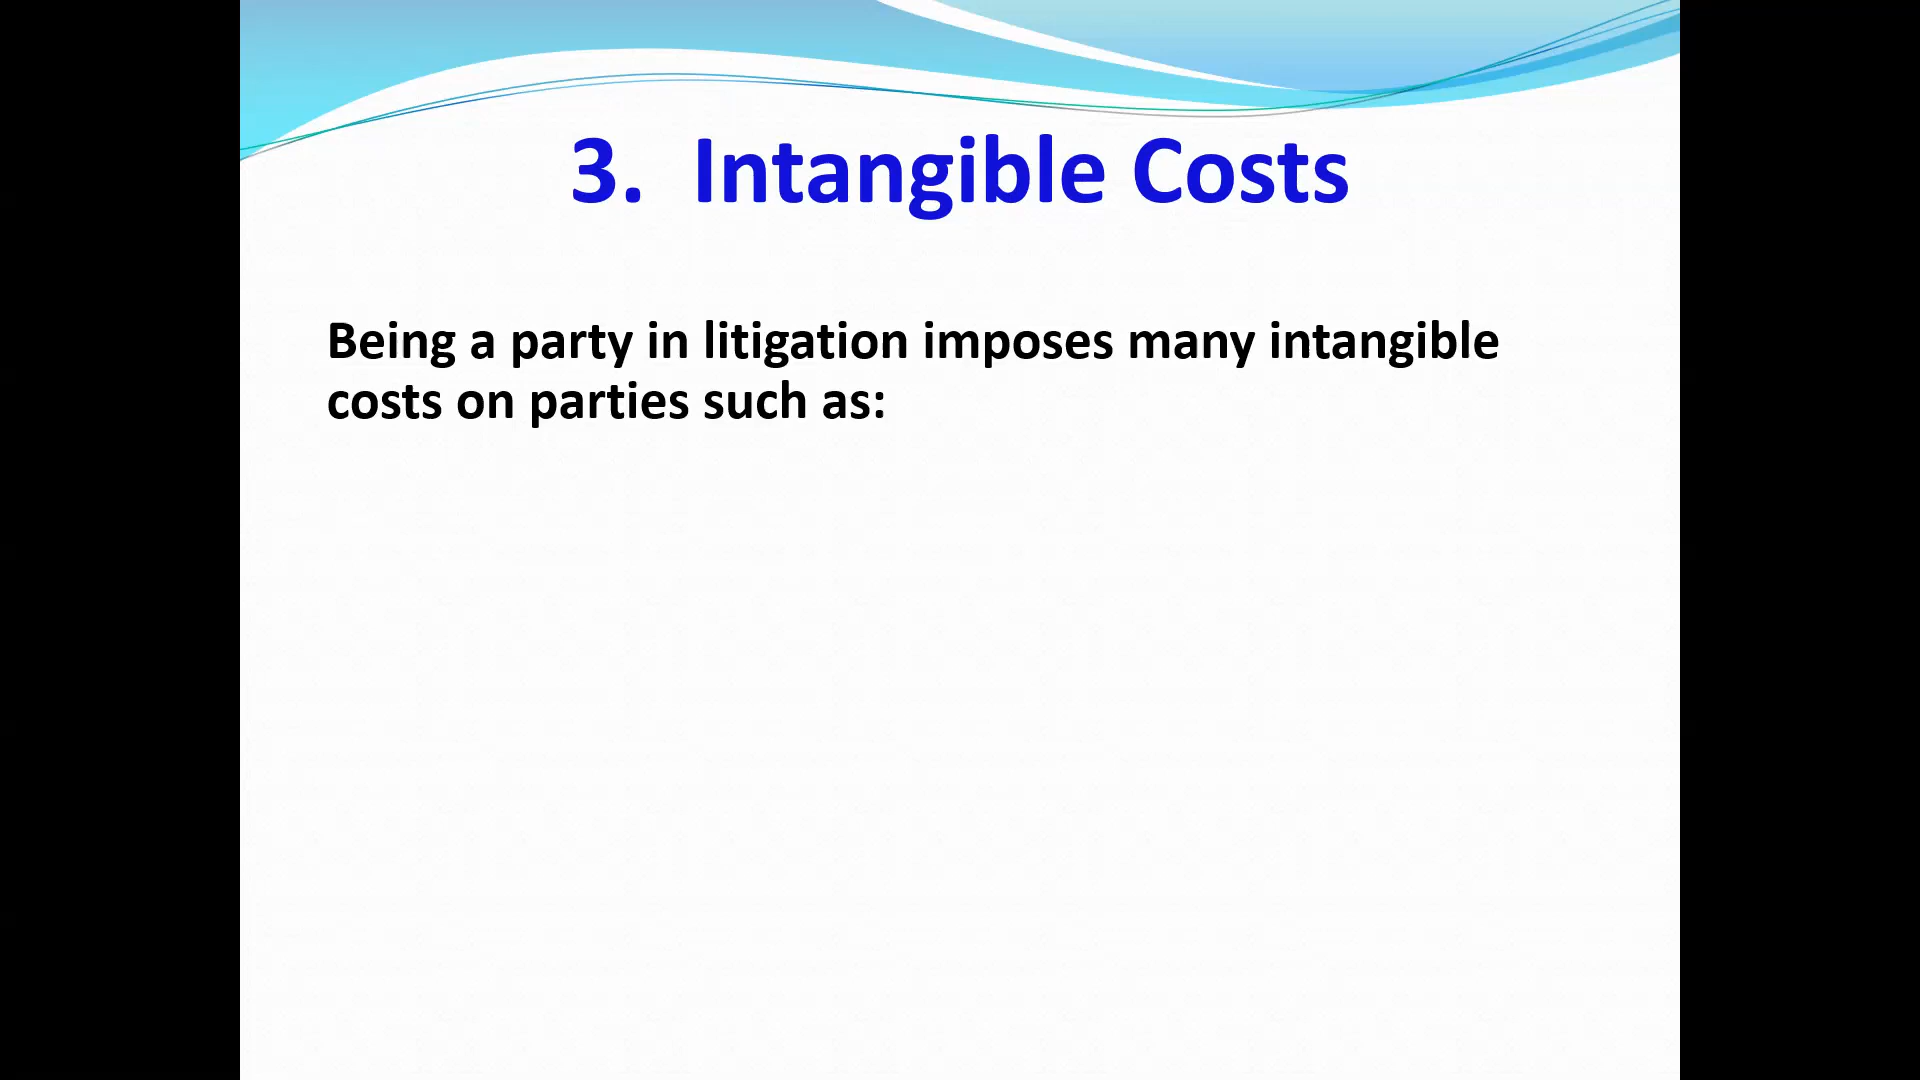 3. Intangible Costs
Being a party in litigation imposes many intangible
costs on parties such as: